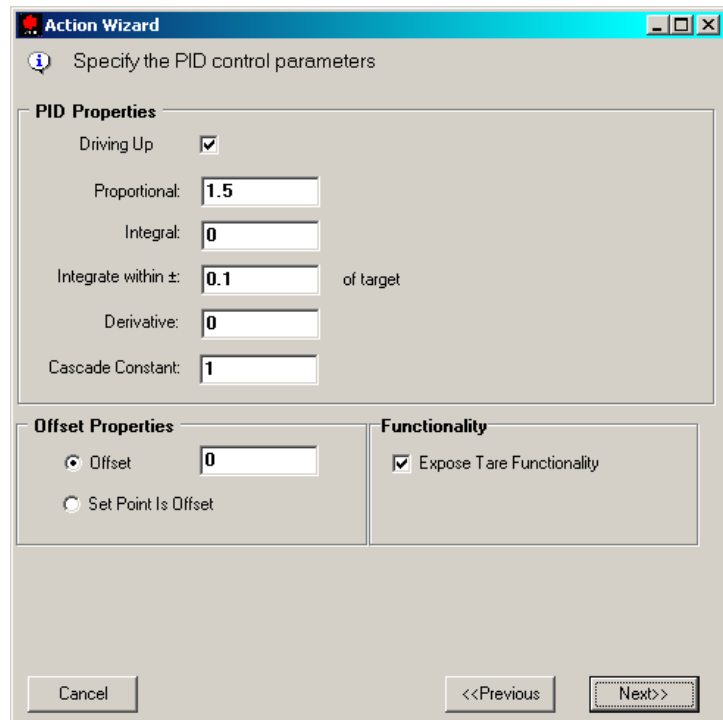 Action Wizard
Specify the PID control parameters
PID Properties
Driving Up
Proportional: 1.5
Integral: 0
Integrate within ±: 0.1 of target
Derivative: 0
Cascade Constant: 1
Offset Properties
Offset 0
Set Point Is Offset
Functionality
Expose Tare Functionality
Cancel
<<Previous
Next>>